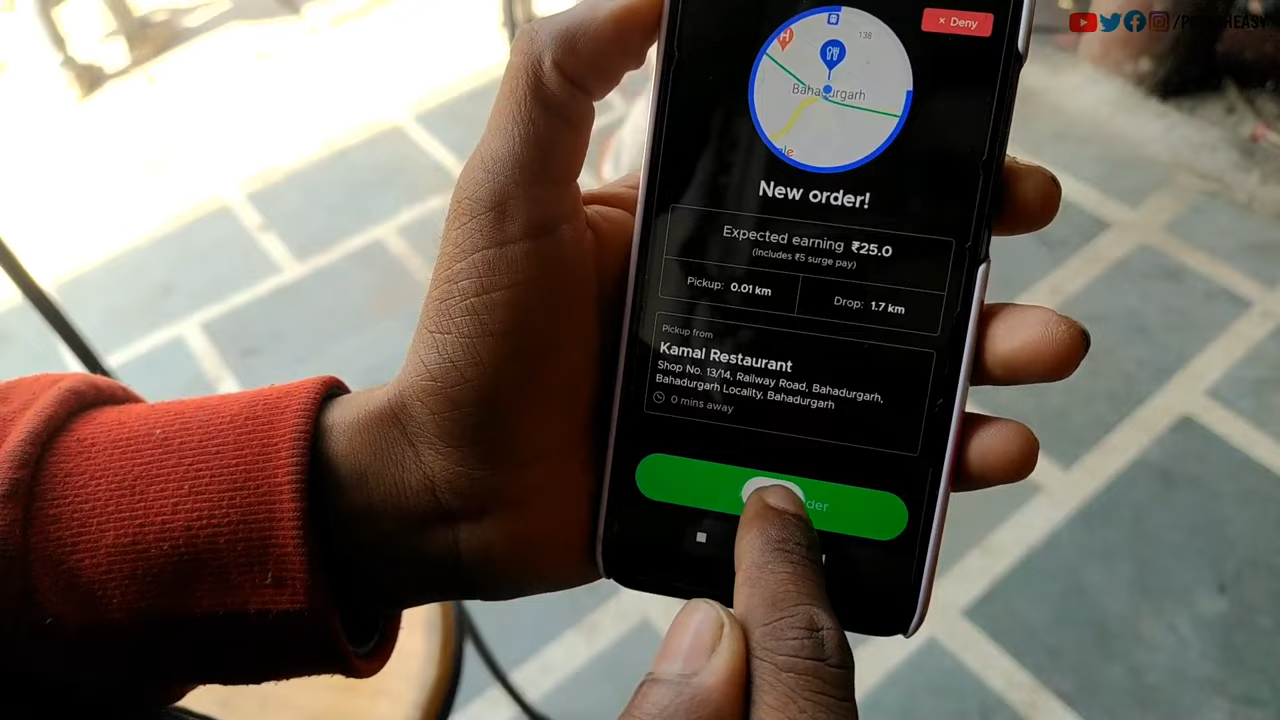 × Deny
138
H
Bahadurgarh
New order!
Expected earning ₹25.0
(Includes ₹5 surge pay)
Pickup: 0.01 km
Drop: 1.7 km
Pickup from
Kamal Restaurant
Shop No. 13/14, Railway Road, Bahadurgarh,
Bahadurgarh Locality, Bahadurgarh
0 mins away